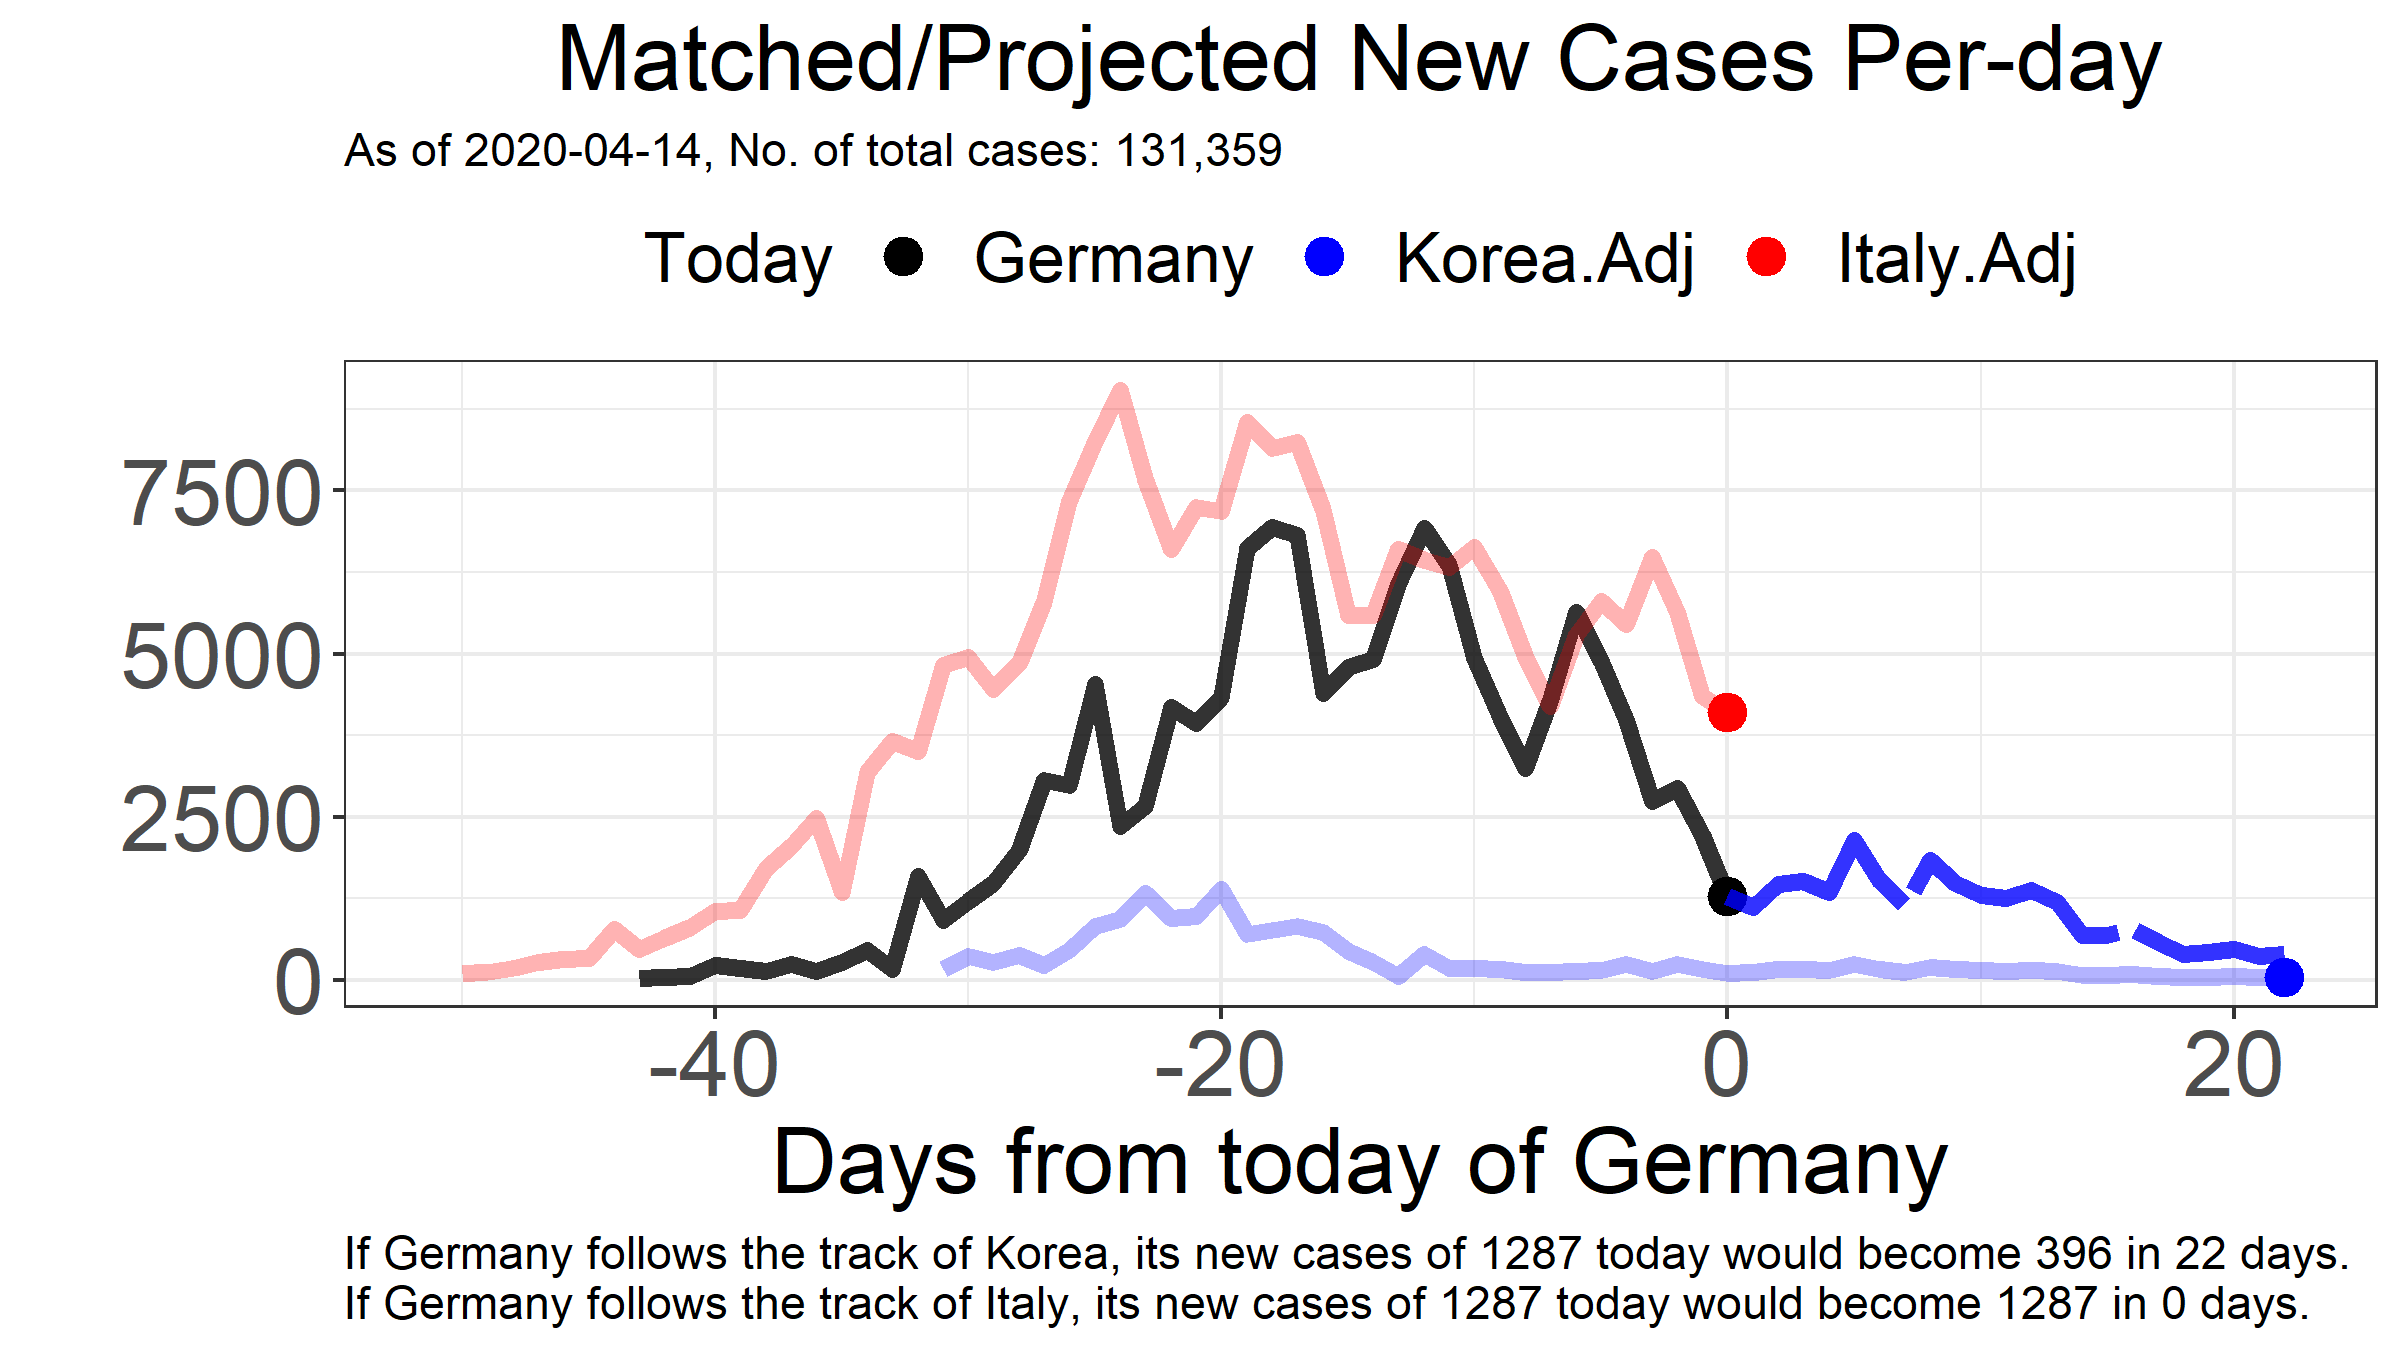 Matched/Projected New Cases Per-day
As of 2020-04-14, No. of total cases: 131,359
Today Germany Korea.Adj Italy.Adj
7500
5000
2500
0
-40 -20 0 20
Days from today of Germany
If Germany follows the track of Korea, its new cases of 1287 today would become 396 in 22 days.
If Germany follows the track of Italy, its new cases of 1287 today would become 1287 in 0 days.